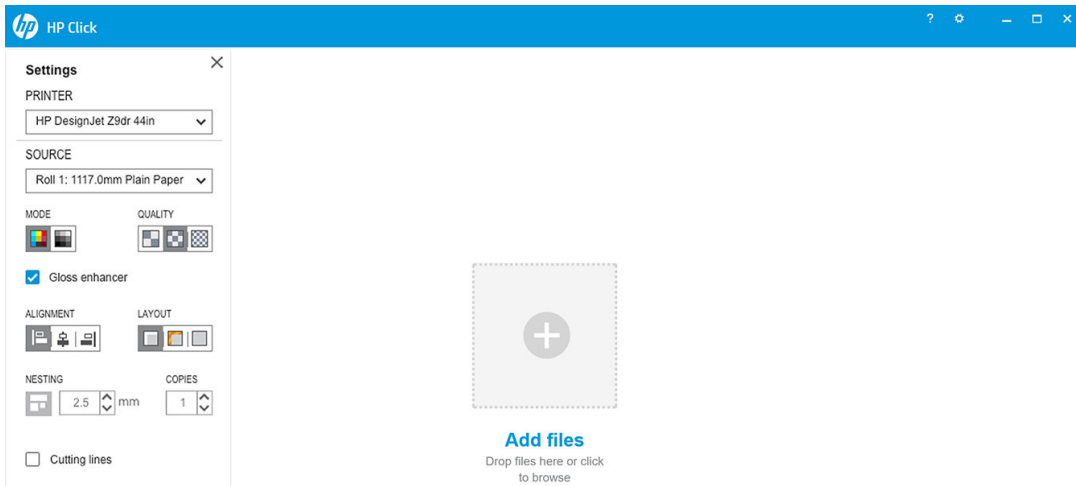 hp HP Click ?
Settings
PRINTER
HP DesignJet Z9dr 44in
SOURCE
Roll 1: 1117.0mm Plain Paper
MODE QUALITY
Gloss enhancer
ALIGNMENT LAYOUT
NESTING COPIES
2.5 mm 1
Cutting lines
Add files
Drop files here or click
to browse